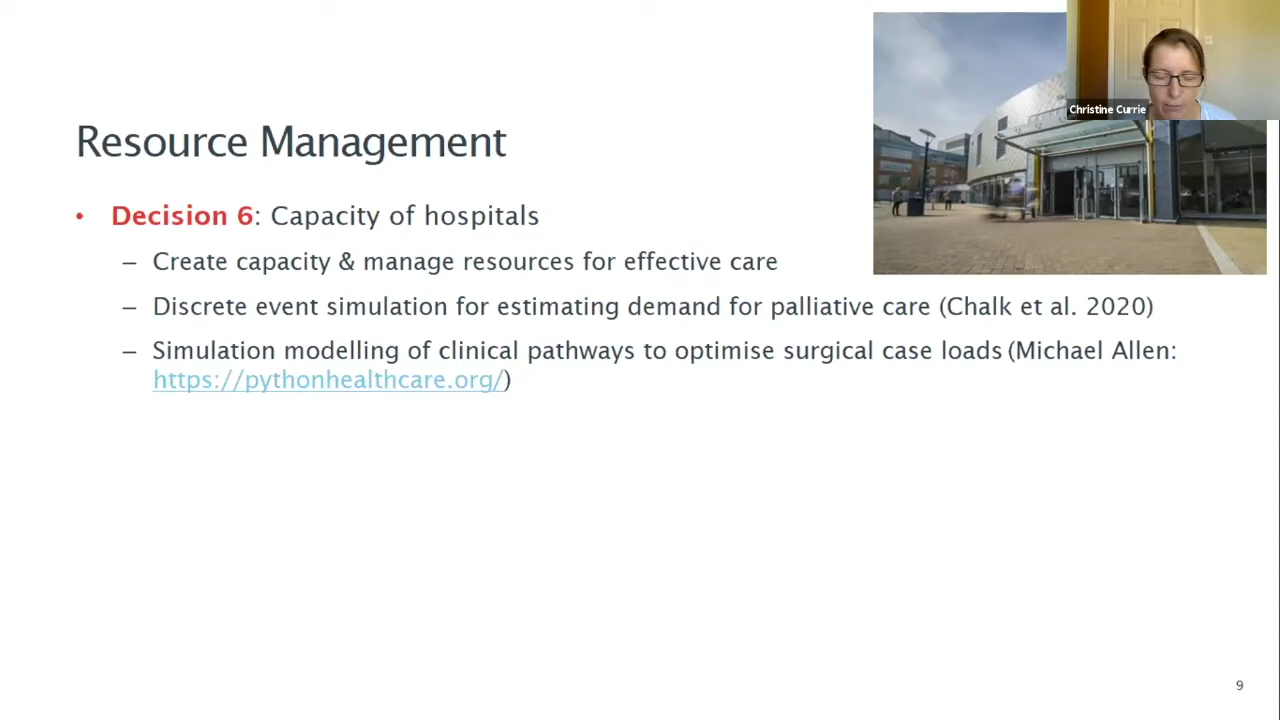 Christine Currie
Resource Management
• Decision 6: Capacity of hospitals
– Create capacity & manage resources for effective care
– Discrete event simulation for estimating demand for palliative care (Chalk et al. 2020)
– Simulation modelling of clinical pathways to optimise surgical case loads (Michael Allen:
https://pythonhealthcare.org/)
9